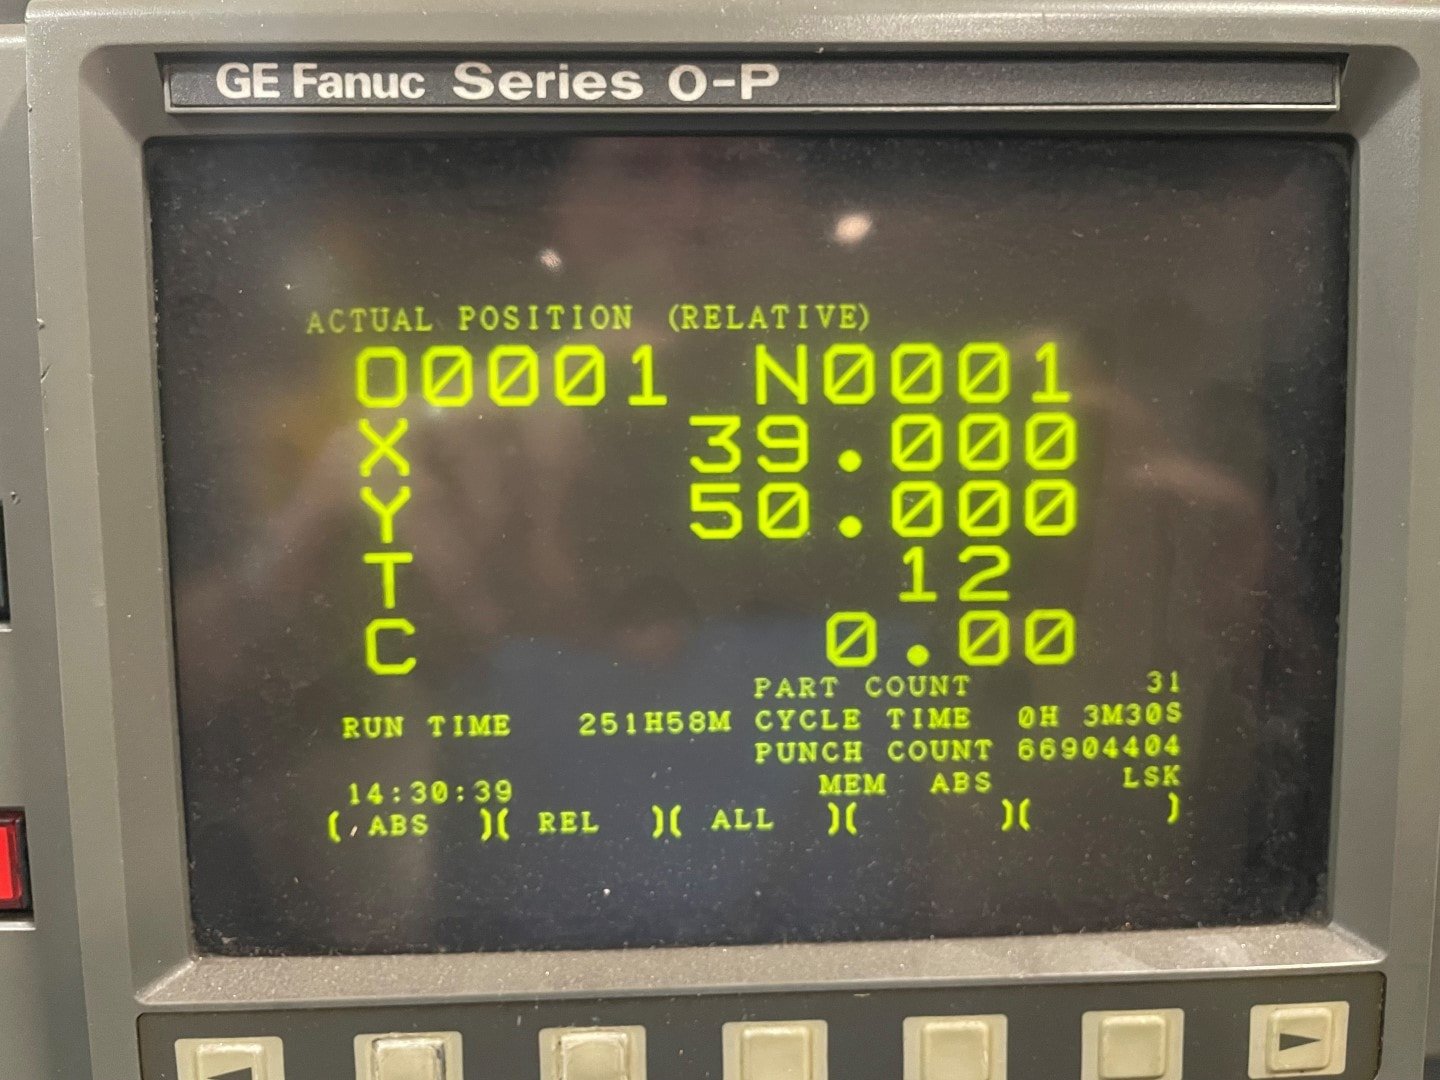 GE Fanuc Series O-P
ACTUAL POSITION (RELATIVE)
O0001 N0001
X 39.000
Y 50.000
T 12
C 0.00
PART COUNT 31
RUN TIME 251H58M CYCLE TIME 0H 3M30S
PUNCH COUNT 66904404
MEM ABS LSK
14:30:39
( ABS )( REL )( ALL )( )( )